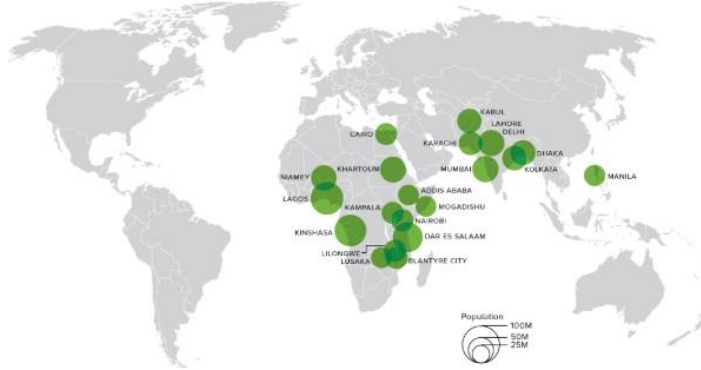 KABUL
LAHORE
CAIRO
KARACHI
DELHI
DHAKA
KHARTOUM
MUMBAI
KOLKATA
NIAMEY
MANILA
ADDIS ABABA
LAGOS
KAMPALA
MOGADISHU
NAIROBI
KINSHASA
DAR ES SALAAM
LILONGWE
LUSAKA
BLANTYRE CITY
Population
100M
50M
25M